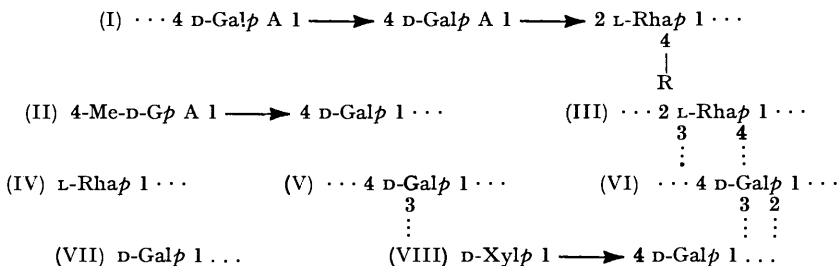 (I) ··· 4 D-Galp A 1 ⟶ 4 D-Galp A 1 ⟶ 2 L-Rhap 1 ···
4
|
R
(II) 4-Me-D-Gp A 1 ⟶ 4 D-Galp 1 ··· (III) ··· 2 L-Rhap 1 ···
3 4
(IV) L-Rhap 1 ··· (V) ··· 4 D-Galp 1 ··· (VI) ··· 4 D-Galp 1 ···
3 3 2
(VII) D-Galp 1 ... (VIII) D-Xylp 1 ⟶ 4 D-Galp 1 ...